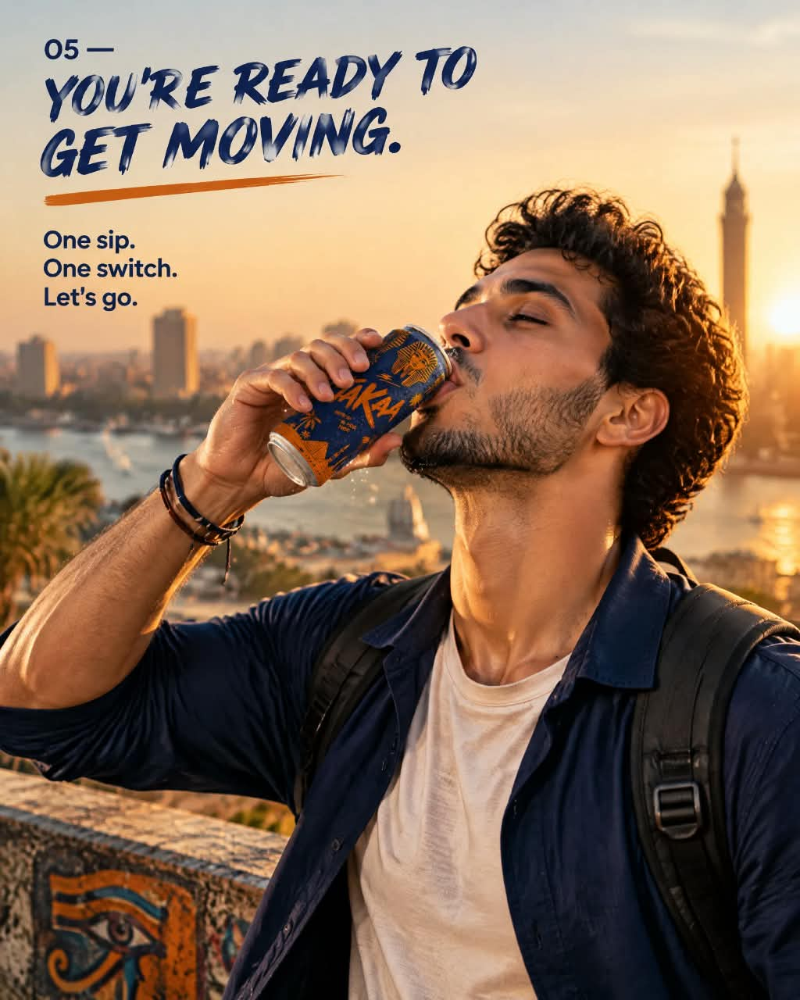 05 —
YOU'RE READY TO
GET MOVING.
One sip.
One switch.
Let's go.